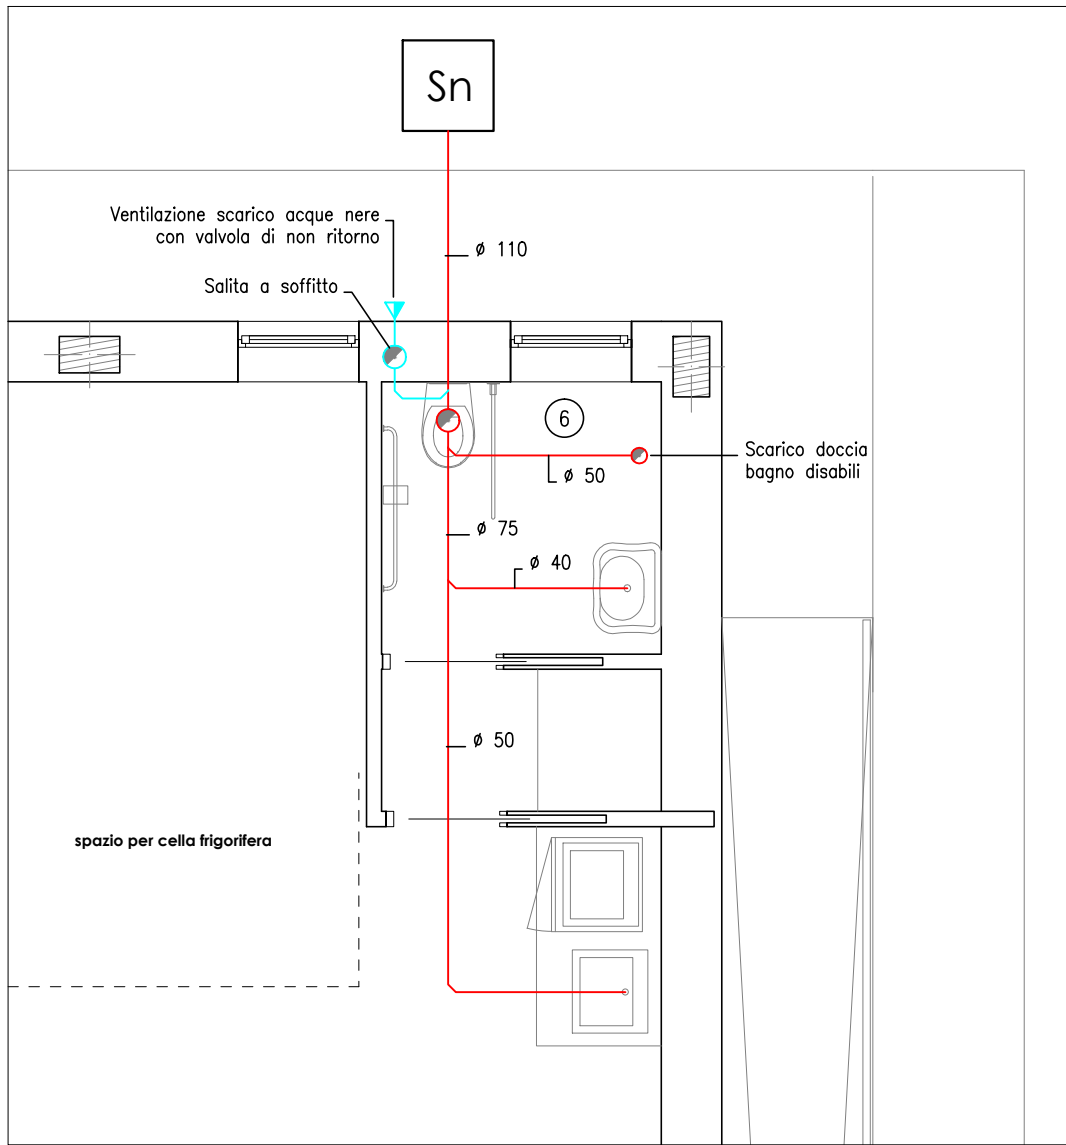 Sn
Ventilazione scarico acque nere
con valvola di non ritorno
ø 110
Salita a soffitto
6
Scarico doccia
bagno disabili
ø 50
ø 75
ø 40
ø 50
spazio per cella frigorifera